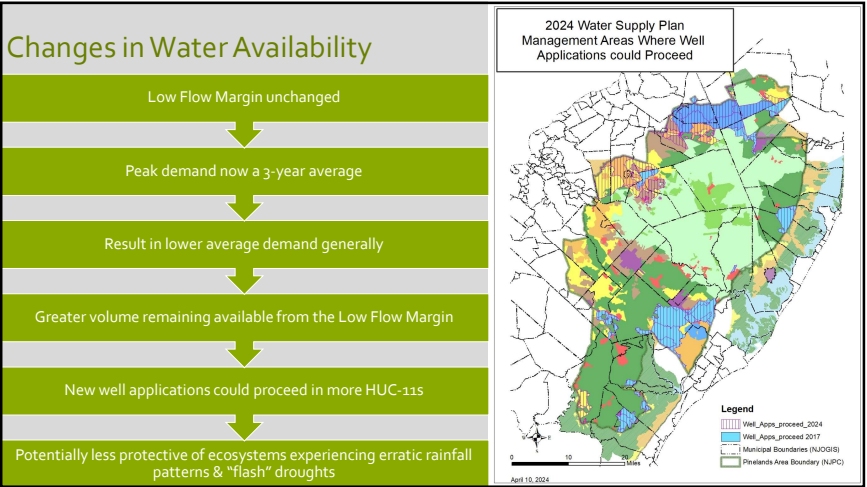 Changes in Water Availability
Low Flow Margin unchanged
Peak demand now a 3-year average
Result in lower average demand generally
Greater volume remaining available from the Low Flow Margin
New well applications could proceed in more HUC-11s
Potentially less protective of ecosystems experiencing erratic rainfall
patterns & “flash” droughts
2024 Water Supply Plan
Management Areas Where Well
Applications could Proceed
Legend
Well_Apps_proceed_2024
Well_Apps_proceed 2017
Municipal Boundaries (NJOGIS)
Pinelands Area Boundary (NJPC)
N
S
E
0 10 20
Miles
April 10, 2024